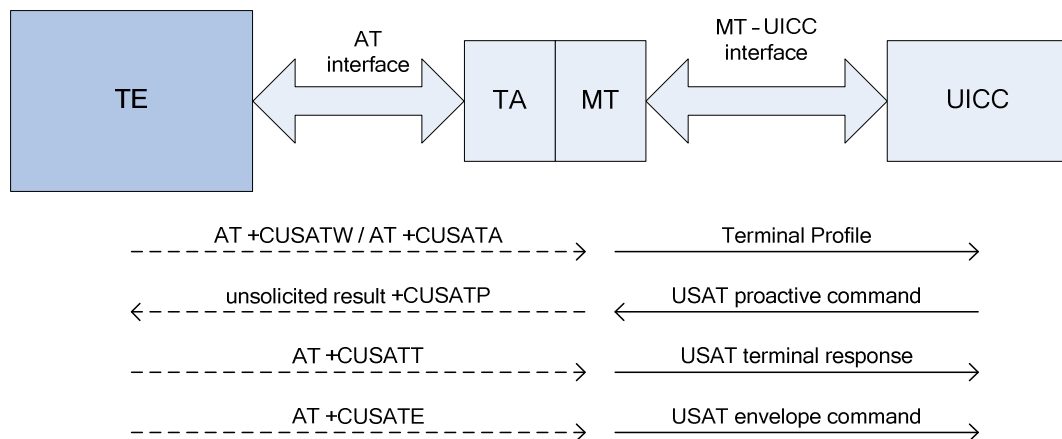 TE
AT
interface
TA
MT
MT - UICC
interface
UICC
AT +CUSATW / AT +CUSATA
Terminal Profile
unsolicited result +CUSATP
USAT proactive command
AT +CUSATT
USAT terminal response
AT +CUSATE
USAT envelope command